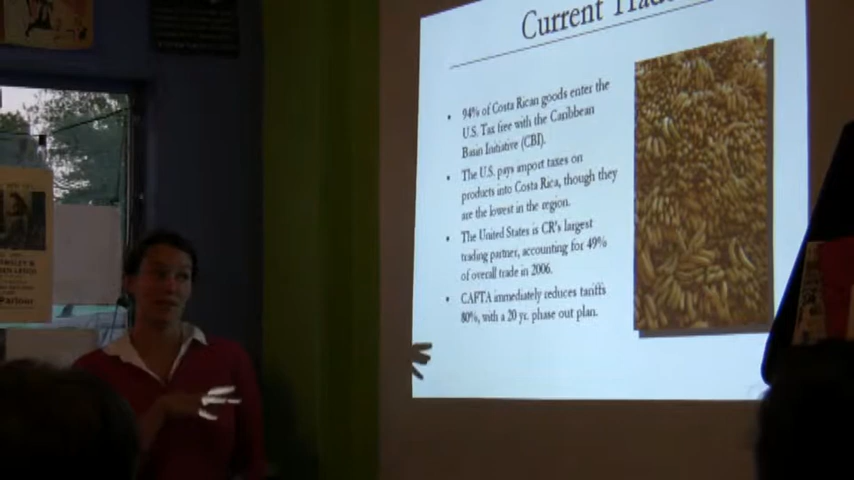 Current Trade
• 94% of Costa Rican goods enter the
U.S. Tax free with the Caribbean
Basin Initiative (CBI).
• The U.S. pays import taxes on
products into Costa Rica, though they
are the lowest in the region.
• The United States is CR's largest
trading partner, accounting for 49%
of overall trade in 2006.
• CAFTA immediately reduces tariffs
80%, with a 20 yr. phase out plan.
Parlour